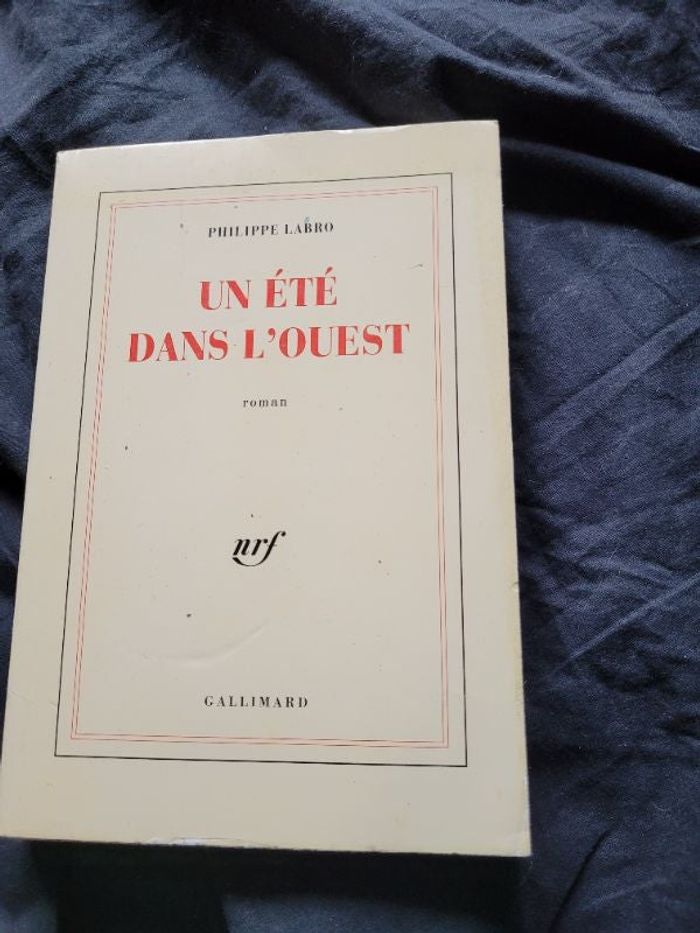 PHILIPPE LABRO
UN ÉTÉ
DANS L'OUEST
roman
nrf
GALLIMARD